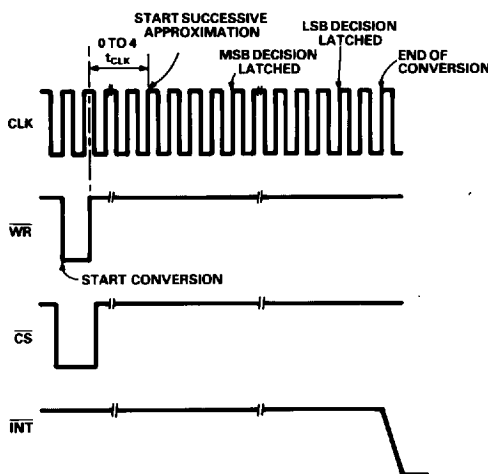 START SUCCESSIVE
APPROXIMATION
0 TO 4
tCLK
MSB DECISION
LATCHED
LSB DECISION
LATCHED
END OF
CONVERSION
CLK
WR
START CONVERSION
CS
INT